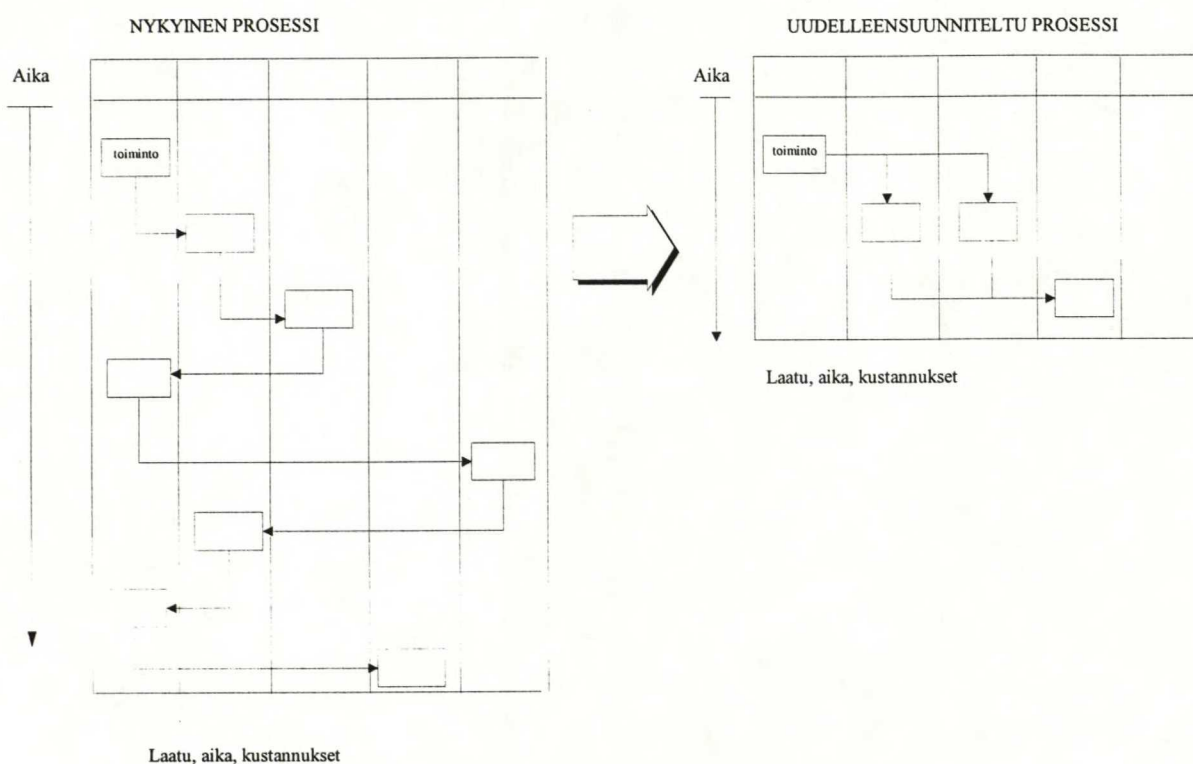 NYKYINEN PROSESSI
Aika
toiminto
Laatu, aika, kustannukset
UUDELLEENSUUNNITELTU PROSESSI
Aika
toiminto
Laatu, aika, kustannukset